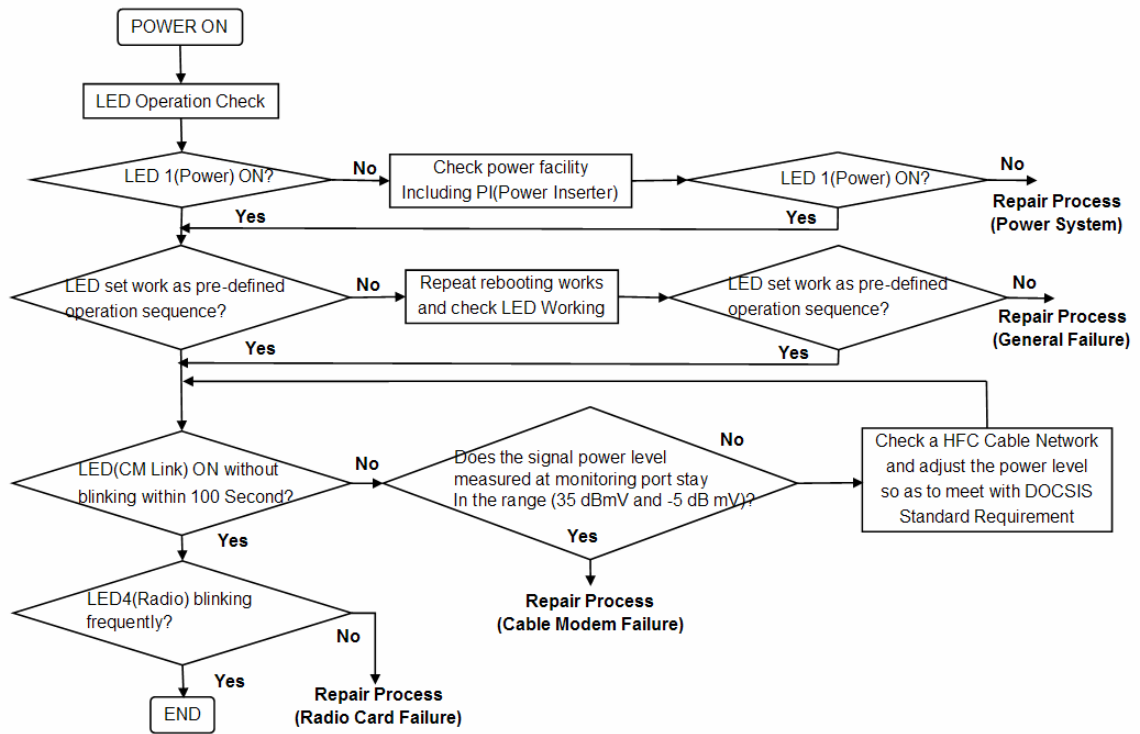 POWER ON
LED Operation Check
LED 1(Power) ON?
No
Check power facility
Including PI(Power Inserter)
LED 1(Power) ON?
No
Repair Process
(Power System)
Yes
Yes
LED set work as pre-defined
operation sequence?
No
Repeat rebooting works
and check LED Working
LED set work as pre-defined
operation sequence?
No
Repair Process
(General Failure)
Yes
Yes
LED(CM Link) ON without
blinking within 100 Second?
No
Does the signal power level
measured at monitoring port stay
In the range (35 dBmV and -5 dB mV)?
No
Check a HFC Cable Network
and adjust the power level
so as to meet with DOCSIS
Standard Requirement
Yes
Yes
Repair Process
(Cable Modem Failure)
LED4(Radio) blinking
frequently?
No
Repair Process
(Radio Card Failure)
Yes
END